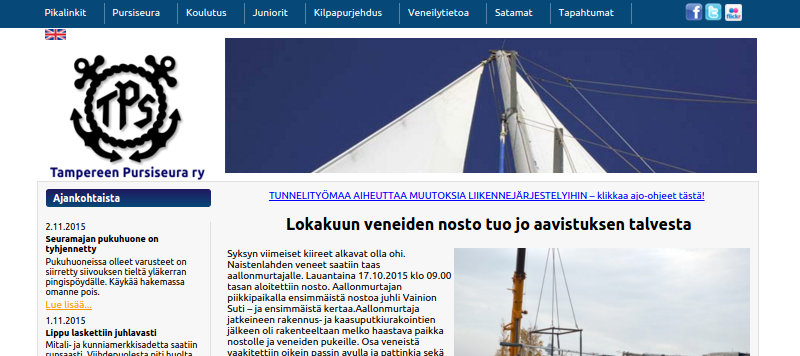 Pikalinkit Pursiseura Koulutus Juniorit Kilpapurjehdus Veneilytietoa Satamat Tapahtumat
flickr
TPS
Tampereen Pursiseura ry
Ajankohtaista
2.11.2015
Seuramajan pukuhuone on
tyhjennetty
Pukuhuoneissa olleet varusteet on
siirretty siivouksen tieltä yläkerran
pingispöydälle. Käykää hakemassa
omanne pois.
Lue lisää...
1.11.2015
Lippu laskettiin juhlavasti
Mitali- ja kunniamerkkisadetta saatiin
runsaasti. Viihdepuolesta piti huolta
TUNNELITYÖMAA AIHEUTTAA MUUTOKSIA LIIKENNEJÄRJESTELYIHIN – klikkaa ajo-ohjeet tästä!
Lokakuun veneiden nosto tuo jo aavistuksen talvesta
Syksyn viimeiset kiireet alkavat olla ohi.
Naistenlahden veneet saatiin taas
aallonmurtajalle. Lauantaina 17.10.2015 klo 09.00
tasan aloitettiin nosto. Aallonmurtajan
piikkipaikalla ensimmäistä nostoa juhli Vainion
Suti – ja ensimmäistä kertaa.Aallonmurtaja
jatkeineen rakennus- ja kaasuputkiurakointien
jälkeen oli rakenteeltaan melko haastava paikka
nostolle ja veneiden pukeille. Osa veneistä
vaakitettiin oikein passin avulla ja pattinkia sekä